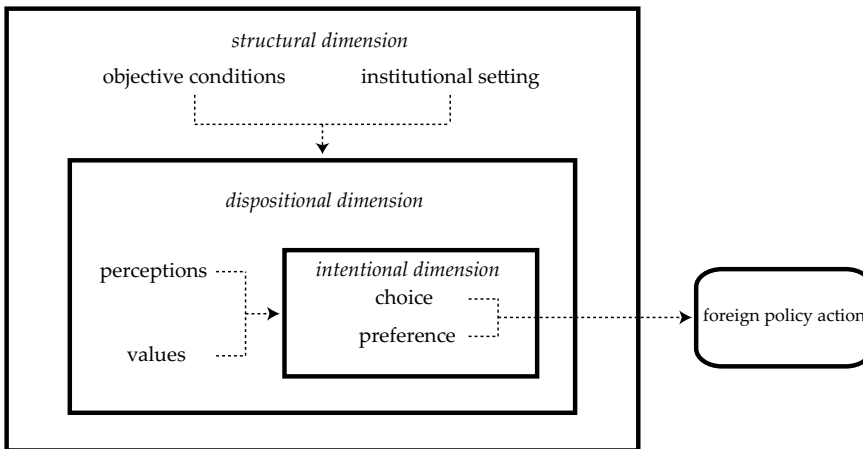 structural dimension
objective conditions
institutional setting
dispositional dimension
perceptions
values
intentional dimension
choice
preference
foreign policy action